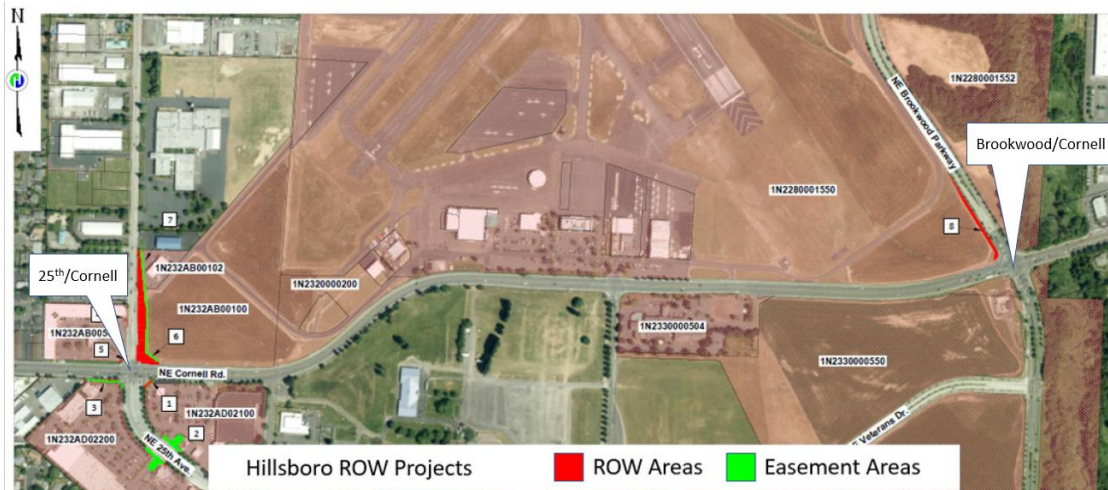 N
1N2280001552
NE Brookwood Parkway
Brookwood/Cornell
1N2280001550
8
7
1N232AB00102
25th/Cornell
1N2320000200
1N232AB00100
1N2330000504
1N232AB005
6
5
1N2330000550
NE Cornell Rd.
3
1
1N232AD02100
2
1N232AD02200
NE 25th Ave.
E Veterans Dr.
Hillsboro ROW Projects
ROW Areas
Easement Areas